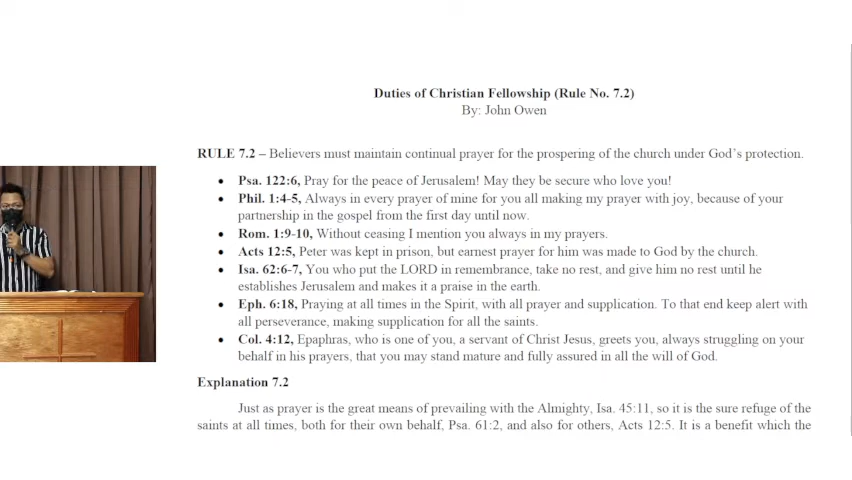 Duties of Christian Fellowship (Rule No. 7.2)
By: John Owen
RULE 7.2 – Believers must maintain continual prayer for the prospering of the church under God's protection.
• Psa. 122:6, Pray for the peace of Jerusalem! May they be secure who love you!
• Phil. 1:4-5, Always in every prayer of mine for you all making my prayer with joy, because of your
partnership in the gospel from the first day until now.
• Rom. 1:9-10, Without ceasing I mention you always in my prayers.
• Acts 12:5, Peter was kept in prison, but earnest prayer for him was made to God by the church.
• Isa. 62:6-7, You who put the LORD in remembrance, take no rest, and give him no rest until he
establishes Jerusalem and makes it a praise in the earth.
• Eph. 6:18, Praying at all times in the Spirit, with all prayer and supplication. To that end keep alert with
all perseverance, making supplication for all the saints.
• Col. 4:12, Epaphras, who is one of you, a servant of Christ Jesus, greets you, always struggling on your
behalf in his prayers, that you may stand mature and fully assured in all the will of God.
Explanation 7.2
Just as prayer is the great means of prevailing with the Almighty, Isa. 45:11, so it is the sure refuge of the
saints at all times, both for their own behalf, Psa. 61:2, and also for others, Acts 12:5. It is a benefit which the